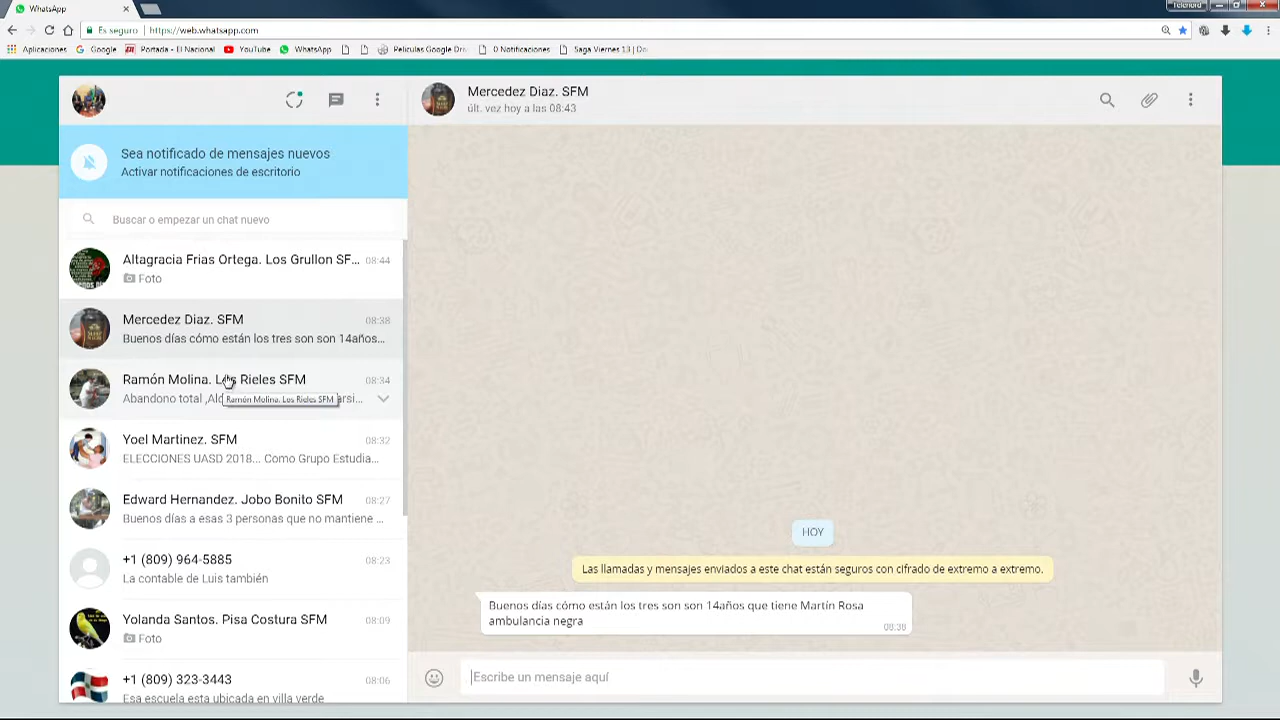 WhatsApp
Telenord
Es seguro https://web.whatsapp.com
Aplicaciones Google Portada - El Nacional YouTube WhatsApp Peliculas Google Dri 0 Notificaciones Saga Viernes 13 | Do
Mercedez Diaz. SFM
últ. vez hoy a las 08:43
Sea notificado de mensajes nuevos
Activar notificaciones de escritorio
Buscar o empezar un chat nuevo
Altagracia Frias Ortega. Los Grullon SF... 08:44
Foto
Mercedez Diaz. SFM 08:38
Buenos días cómo están los tres son son 14años...
Ramón Molina. Los Rieles SFM 08:34
Abandono total
Ramón Molina. Los Rieles SFM
Yoel Martinez. SFM 08:32
ELECCIONES UASD 2018... Como Grupo Estudia...
Edward Hernandez. Jobo Bonito SFM 08:27
Buenos días a esas 3 personas que no mantiene ...
+1 (809) 964-5885 08:23
La contable de Luis también
Yolanda Santos. Pisa Costura SFM 08:09
Foto
+1 (809) 323-3443 08:06
Esa escuela esta ubicada en villa verde
HOY
Las llamadas y mensajes enviados a este chat están seguros con cifrado de extremo a extremo.
Buenos días cómo están los tres son son 14años que tiene Martín Rosa
ambulancia negra
08:38
Escribe un mensaje aquí